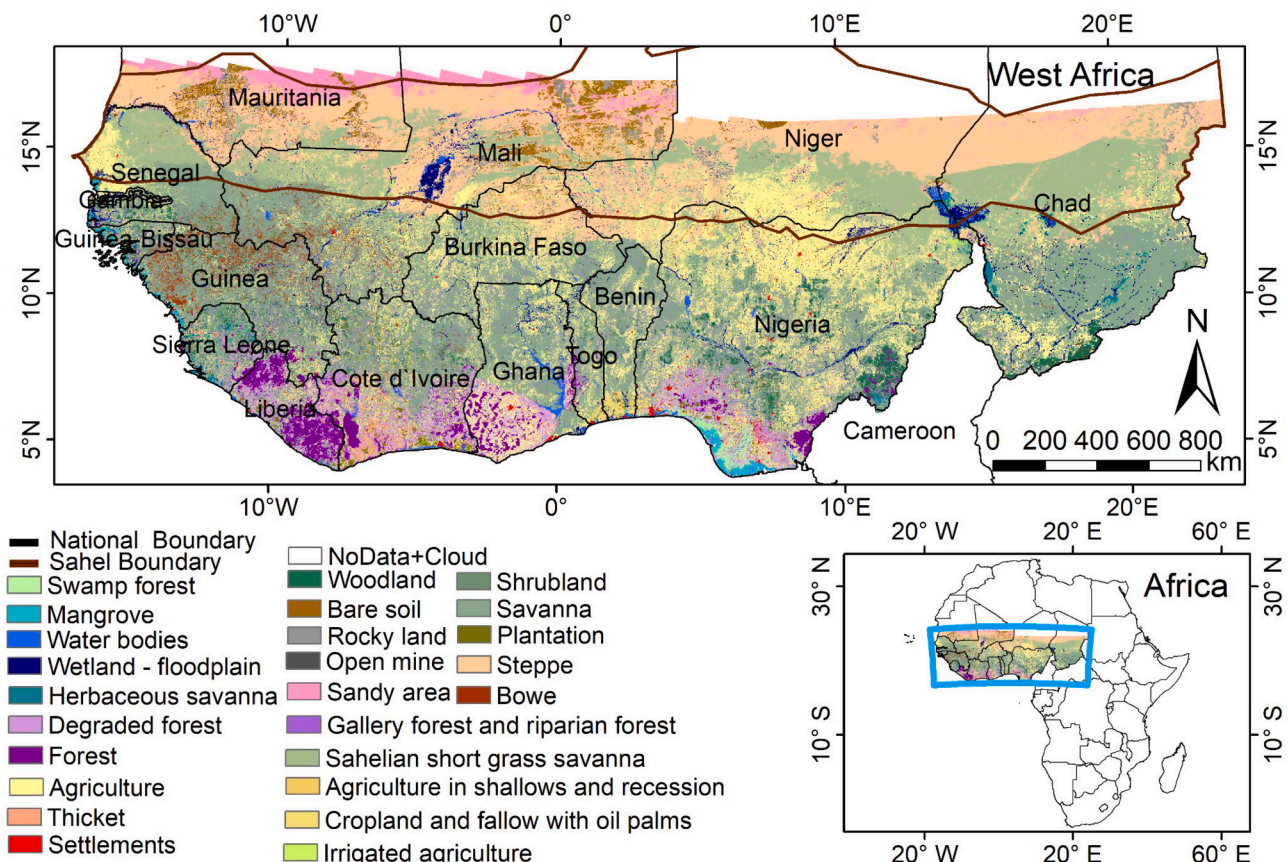 10°W 0° 10°E 20°E
West Africa
Mauritania
15°N 15°N
Niger
Mali
Senegal
Chad
Gambia
Guinea Bissau
Burkina Faso
Guinea
10°N 10°N
Benin
Nigeria
N
Sierra Leone
Togo
Ghana
Cote d`Ivoire
Liberia
5°N 5°N
Cameroon
0 200 400 600 800
km
10°W 0° 10°E 20°E
National Boundary
Sahel Boundary
Swamp forest
Mangrove
Water bodies
Wetland - floodplain
Herbaceous savanna
Degraded forest
Forest
Agriculture
Thicket
Settlements
NoData+Cloud
Woodland
Bare soil
Rocky land
Open mine
Sandy area
Shrubland
Savanna
Plantation
Steppe
Bowe
Gallery forest and riparian forest
Sahelian short grass savanna
Agriculture in shallows and recession
Cropland and fallow with oil palms
Irrigated agriculture
20° W 20° E 60° E
Africa
30° N 30° N
10° S 10° S
20° W 20° E 60° E